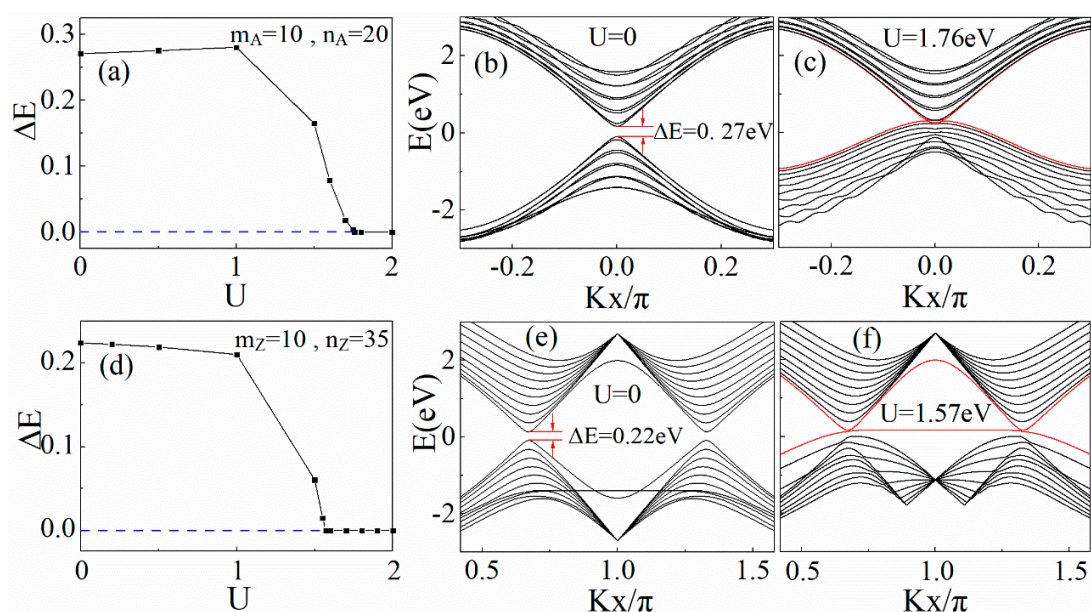 0.3
0.2
0.1
0.0
ΔE
m_A=10 , n_A=20
(a)
0 1 2
U
2
0
-2
E(eV)
(b)
U=0
ΔE=0. 27eV
-0.2 0.0 0.2
Kx/π
(c)
U=1.76eV
-0.2 0.0 0.2
Kx/π
0.2
0.1
0.0
ΔE
m_Z=10 , n_Z=35
(d)
0 1 2
U
2
0
-2
E(eV)
(e)
U=0
ΔE=0.22eV
0.5 1.0 1.5
Kx/π
(f)
U=1.57eV
0.5 1.0 1.5
Kx/π